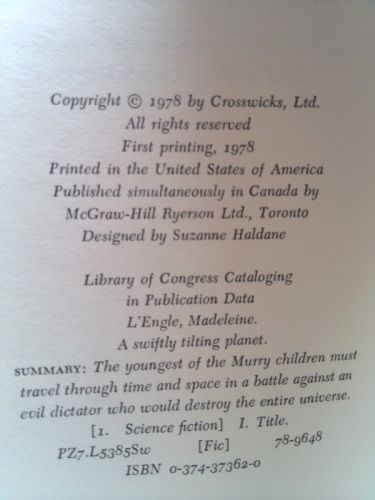 Copyright © 1978 by Crosswicks, Ltd.
All rights reserved
First printing, 1978
Printed in the United States of America
Published simultaneously in Canada by
McGraw-Hill Ryerson Ltd., Toronto
Designed by Suzanne Haldane
Library of Congress Cataloging
in Publication Data
L'Engle, Madeleine.
A swiftly tilting planet.
SUMMARY: The youngest of the Murry children must
travel through time and space in a battle against an
evil dictator who would destroy the entire universe.
[1. Science fiction] I. Title.
PZ7.L5385Sw [Fic] 78-9648
ISBN 0-374-37362-0